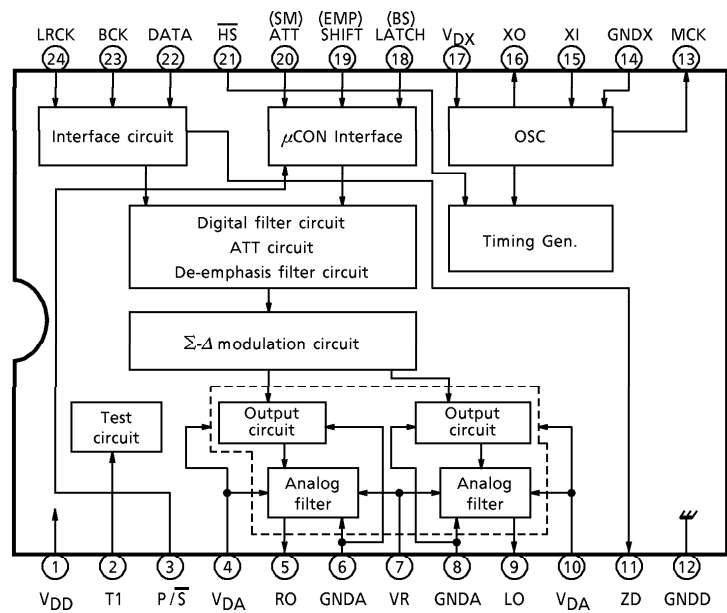 (SM) (EMP) (BS)
LRCK BCK DATA H̅S̅ ATT SHIFT LATCH VDX XO XI GNDX MCK
24 23 22 21 20 19 18 17 16 15 14 13
Interface circuit
μCON Interface
OSC
Digital filter circuit
ATT circuit
De-emphasis filter circuit
Timing Gen.
Σ-Δ modulation circuit
Test
circuit
Output
circuit
Output
circuit
Analog
filter
Analog
filter
1 2 3 4 5 6 7 8 9 10 11 12
VDD T1 P/S̅ VDA RO GNDA VR GNDA LO VDA ZD GNDD